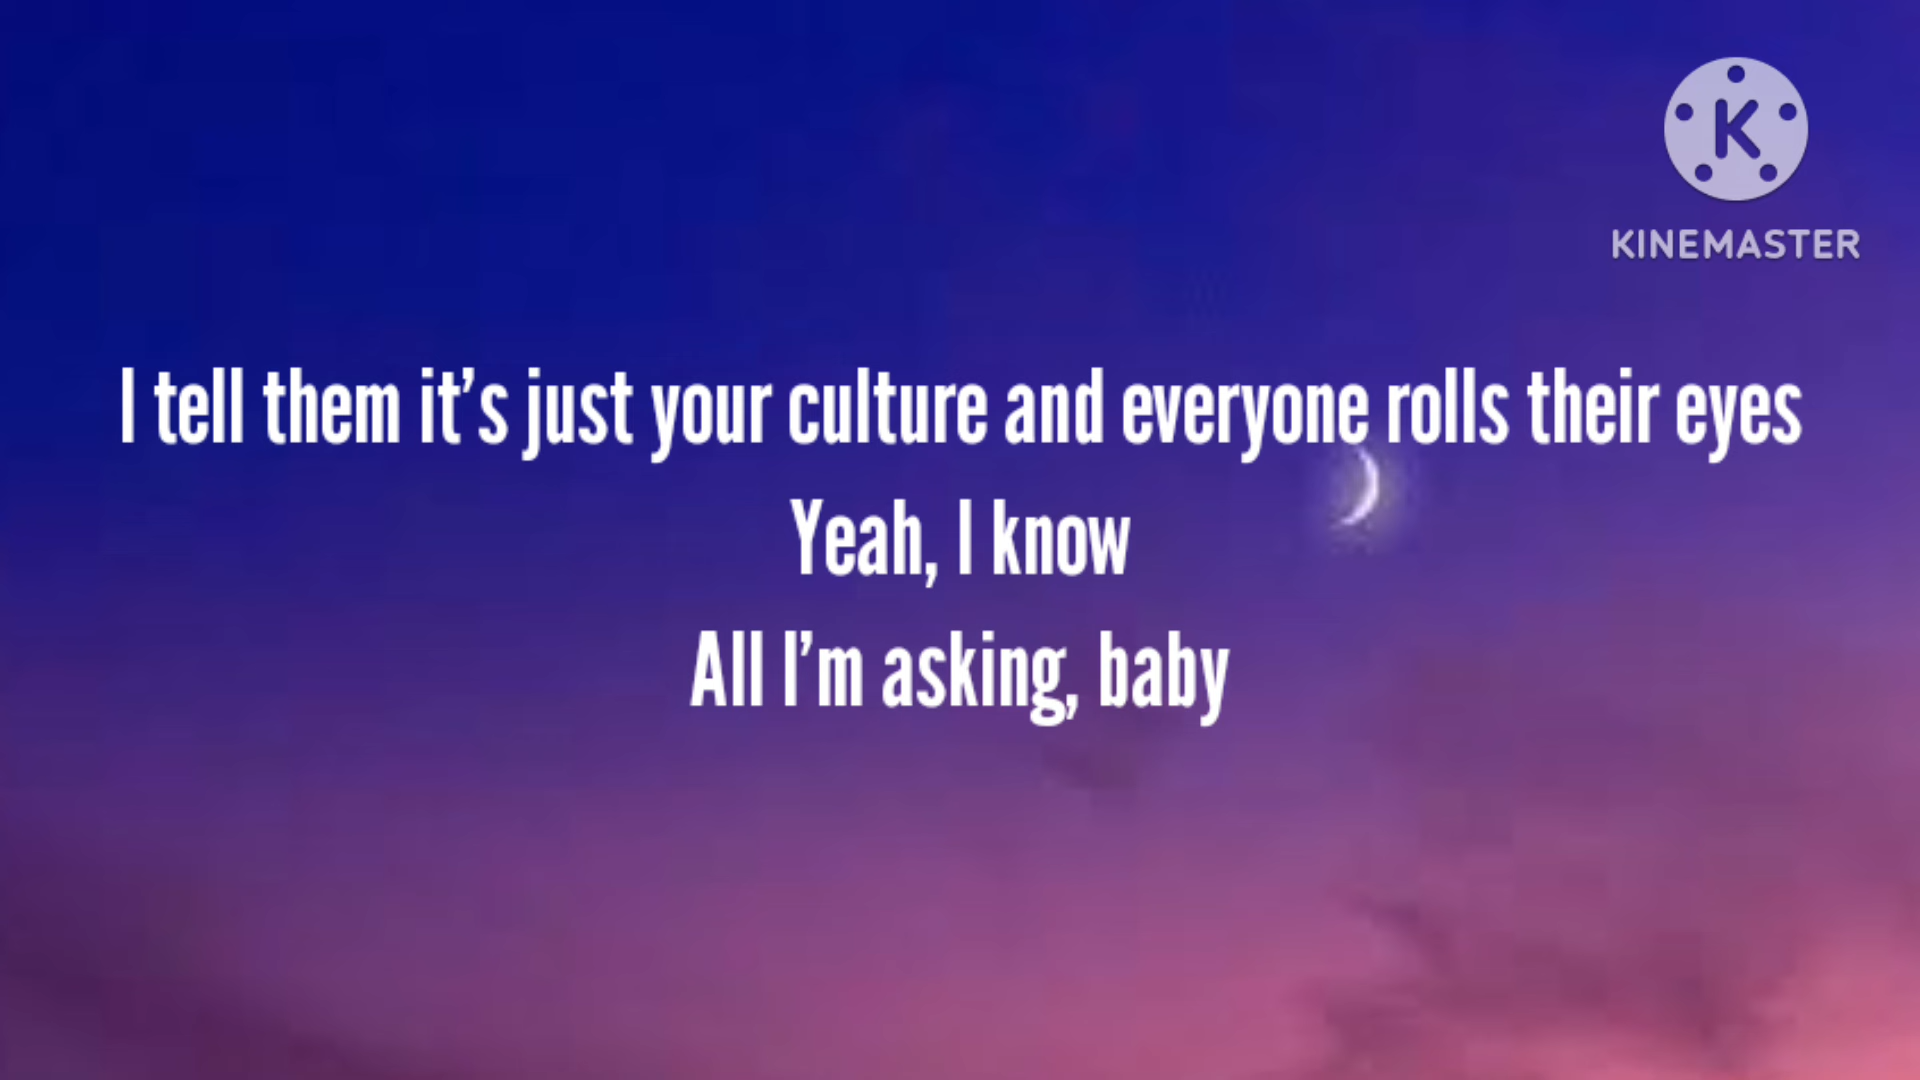 K
KINEMASTER
I tell them it's just your culture and everyone rolls their eyes
Yeah, I know
All I'm asking, baby